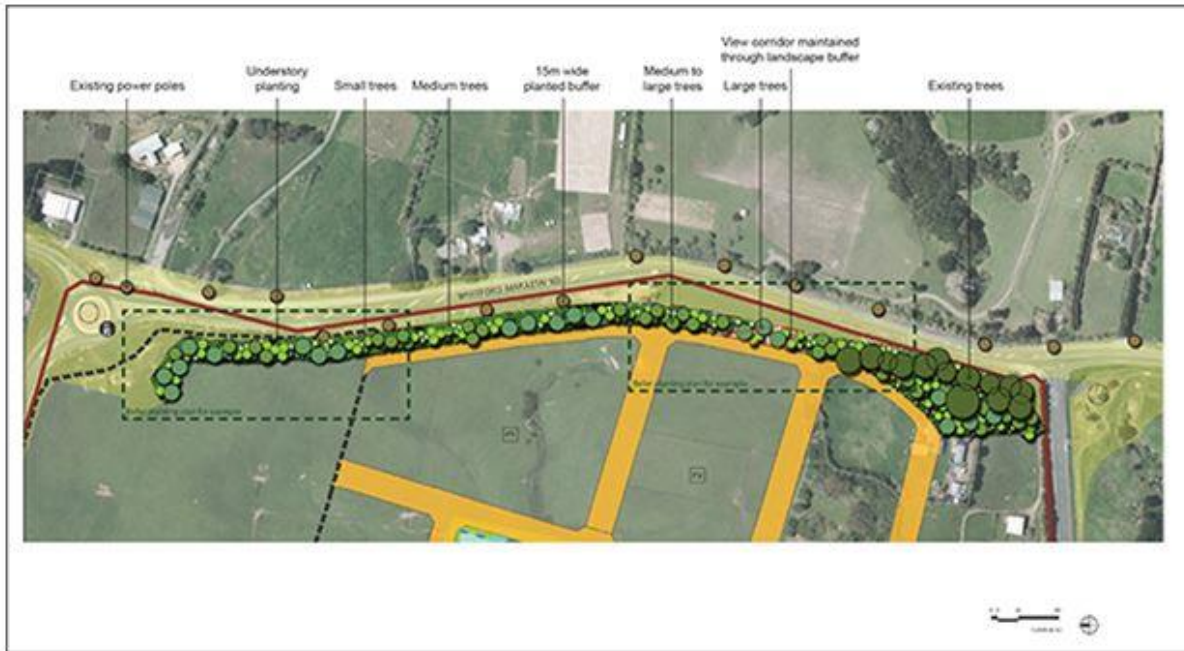 View corridor maintained
through landscape buffer
Existing power poles
Understory
planting
Small trees
Medium trees
15m wide
planted buffer
Medium to
large trees
Large trees
Existing trees